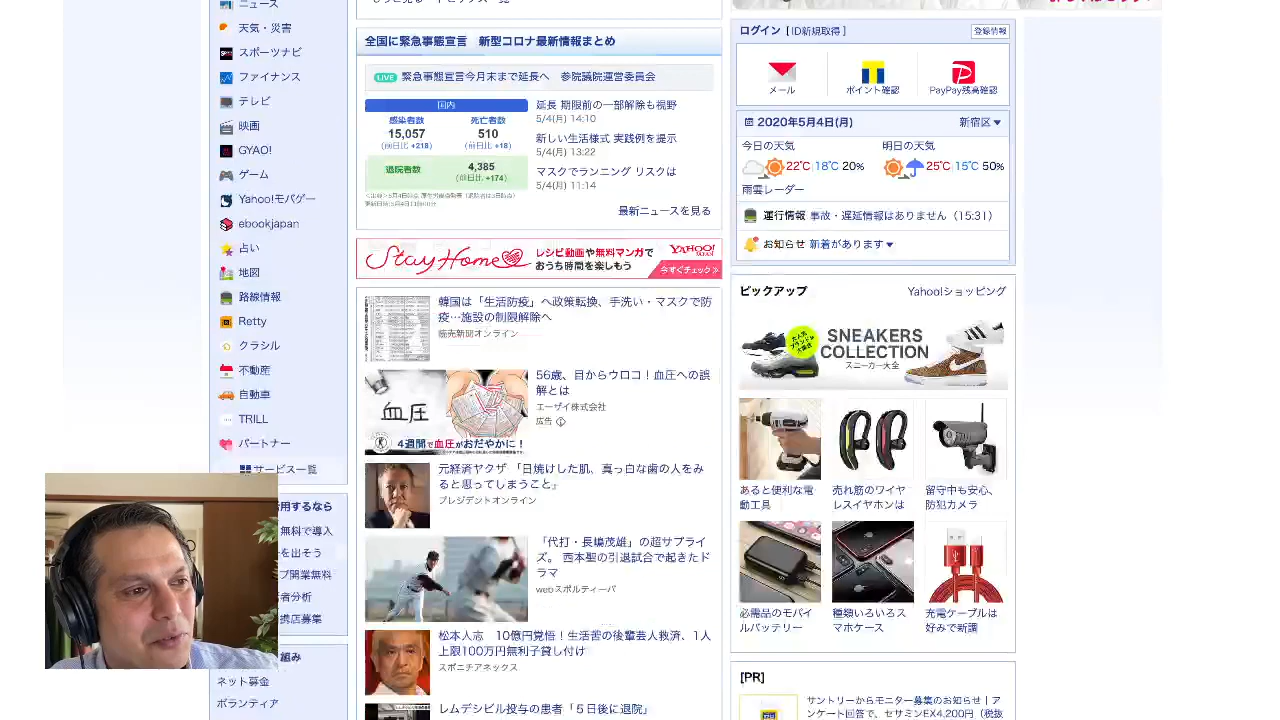 ニュース
天気・災害
スポーツナビ
ファイナンス
テレビ
映画
GYAO!
ゲーム
Yahoo!モバゲー
ebookjapan
占い
地図
路線情報
Retty
クラシル
不動産
自動車
TRILL
パートナー
サービス一覧
用するなら
無料で導入
を出そう
プ開業無料
者分析
携店募集
組み
ネット募金
ボランティア
全国に緊急事態宣言 新型コロナ最新情報まとめ
LIVE 緊急事態宣言今月末まで延長へ 参院議院運営委員会
国内
感染者数 死亡者数
15,057 510
(前日比 +218) (前日比 +18)
退院者数 4,385
(前日比 +174)
延長 期限前の一部解除も視野
5/4(月) 14:10
新しい生活様式 実践例を提示
5/4(月) 13:22
マスクでランニング リスクは
5/4(月) 11:14
最新ニュースを見る
Stay Home
レシピ動画や無料マンガで
おうち時間を楽しもう
YAHOO!
JAPAN
今すぐチェック
韓国は「生活防疫」へ政策転換、手洗い・マスクで防
疫…施設の制限解除へ
読売新聞オンライン
血圧
4週間で血圧がおだやかに!
56歳、目からウロコ!血圧への誤
解とは
エーザイ株式会社
広告
元経済ヤクザ 「日焼けした肌、真っ白な歯の人をみ
ると思ってしまうこと」
プレジデントオンライン
「代打・長嶋茂雄」の超サプライ
ズ。 西本聖の引退試合で起きたド
ラマ
webスポルティーバ
松本人志 10億円覚悟!生活苦の後輩芸人救済、1人
上限100万円無利子貸し付け
スポニチアネックス
レムデシビル投与の患者「5日後に退院」
ログイン [ ID新規取得 ] 登録情報
メール ポイント確認 PayPay残高確認
2020年5月4日(月) 新宿区
今日の天気 明日の天気
22℃ 18℃ 20% 25℃ 15℃ 50%
雨雲レーダー
運行情報 事故・遅延情報はありません(15:31)
お知らせ 新着があります
ピックアップ Yahoo!ショッピング
SNEAKERS
COLLECTION
スニーカー大全
あると便利な電
動工具
売れ筋のワイヤ
レスイヤホンは
留守中も安心、
防犯カメラ
必需品のモバイ
ルバッテリー
種類いろいろス
マホケース
充電ケーブルは
好みで新調
[PR]
サントリーからモニター募集のお知らせ|ア
ンケート回答で、セサミンEX4,200円(税抜